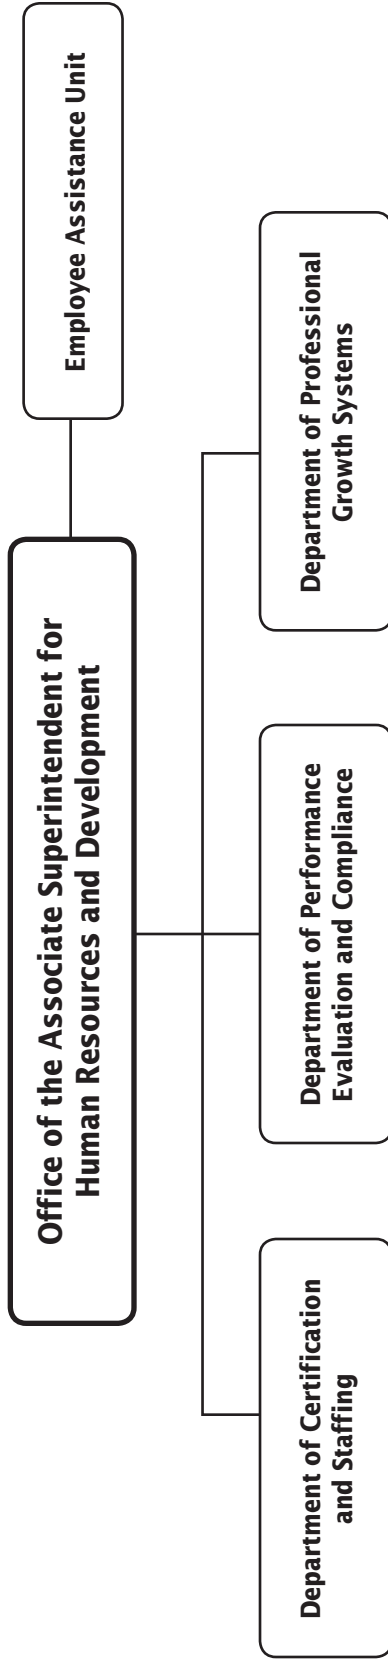 Office of the Associate Superintendent for
Human Resources and Development
Employee Assistance Unit
Department of Certification
and Staffing
Department of Performance
Evaluation and Compliance
Department of Professional
Growth Systems